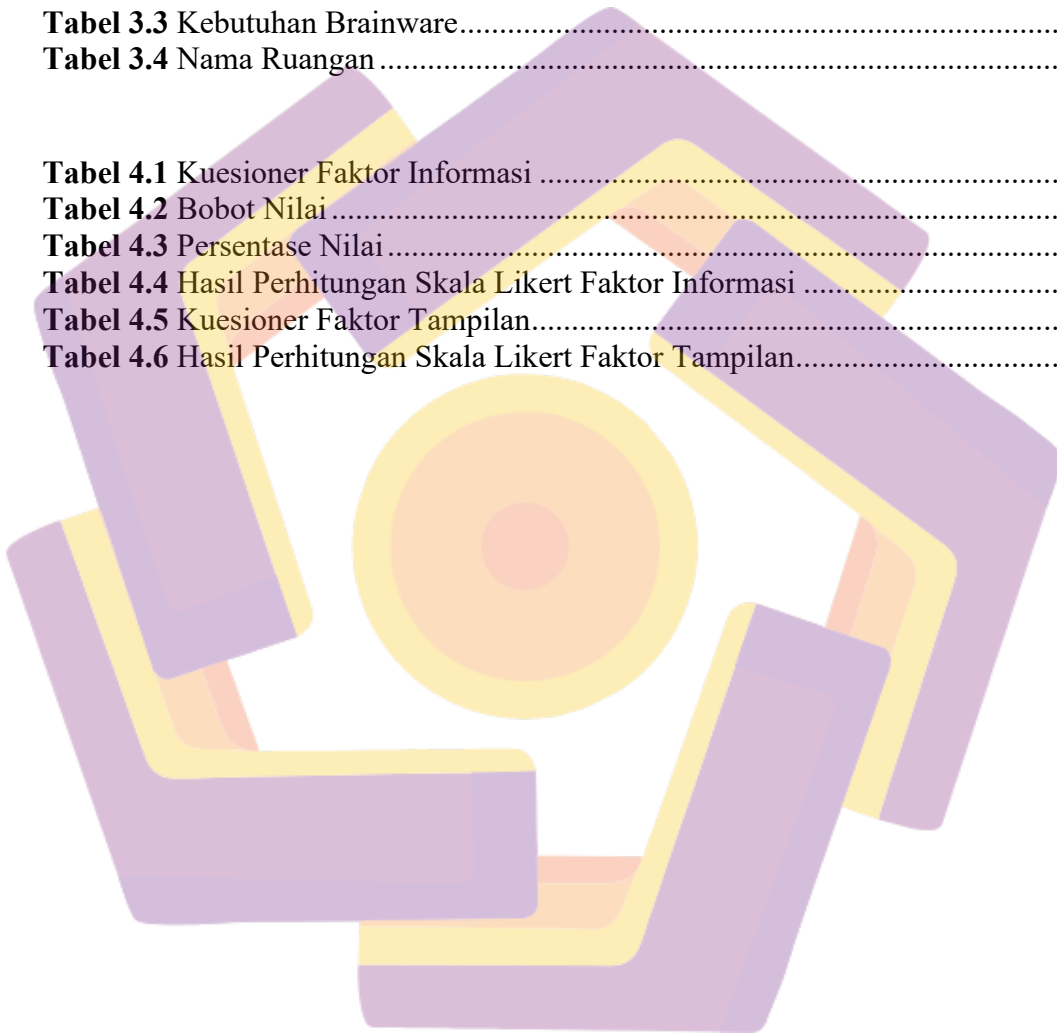 Tabel 3.3 Kebutuhan Brainware..........................................................................
Tabel 3.4 Nama Ruangan....................................................................................
Tabel 4.1 Kuesioner Faktor Informasi................................................................
Tabel 4.2 Bobot Nilai..........................................................................................
Tabel 4.3 Persentase Nilai...................................................................................
Tabel 4.4 Hasil Perhitungan Skala Likert Faktor Informasi...............................
Tabel 4.5 Kuesioner Faktor Tampilan.................................................................
Tabel 4.6 Hasil Perhitungan Skala Likert Faktor Tampilan................................